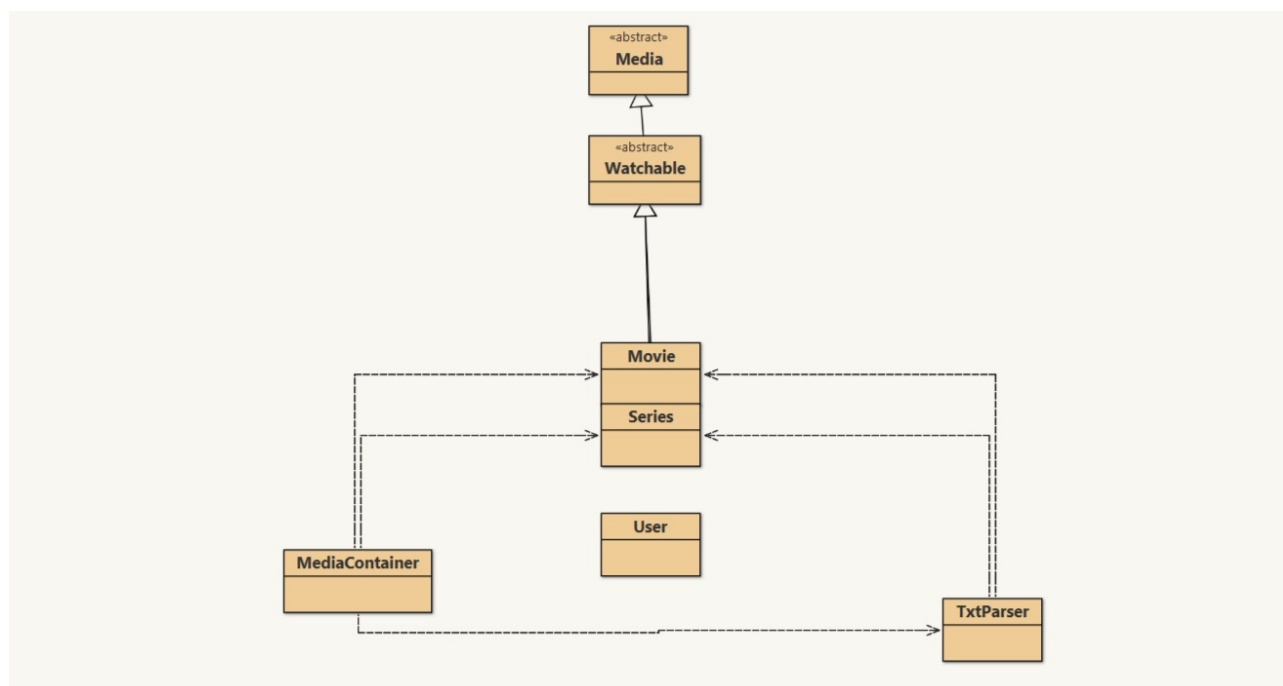 «abstract»
Media
«abstract»
Watchable
Movie
Series
User
MediaContainer
TxtParser